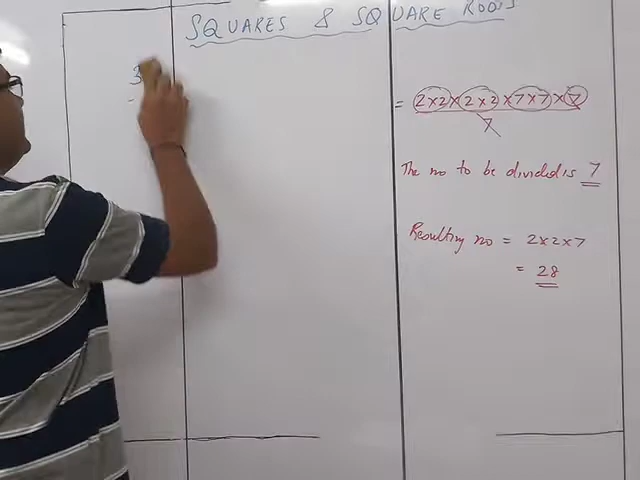 SQUARES & SQUARE ROOTS
3
= 2×2×2×2×7×7×7
7
The no to be divided is 7
Resulting no = 2×2×7
= 28